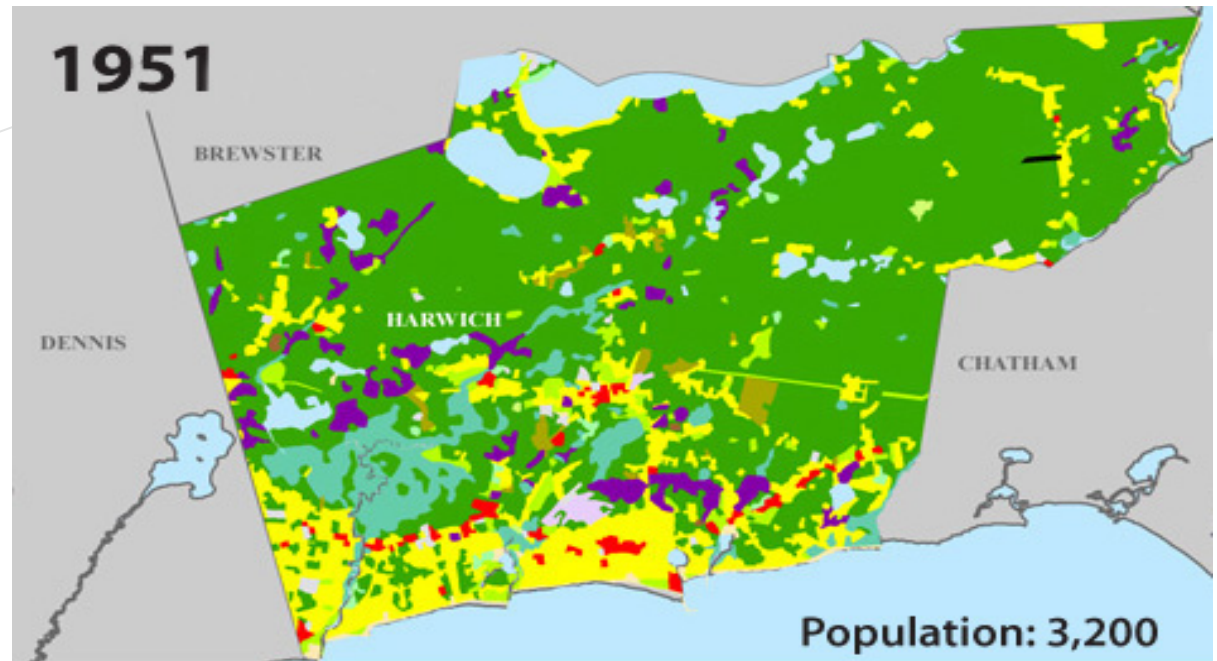 1951
BREWSTER
HARWICH
DENNIS
CHATHAM
Population: 3,200